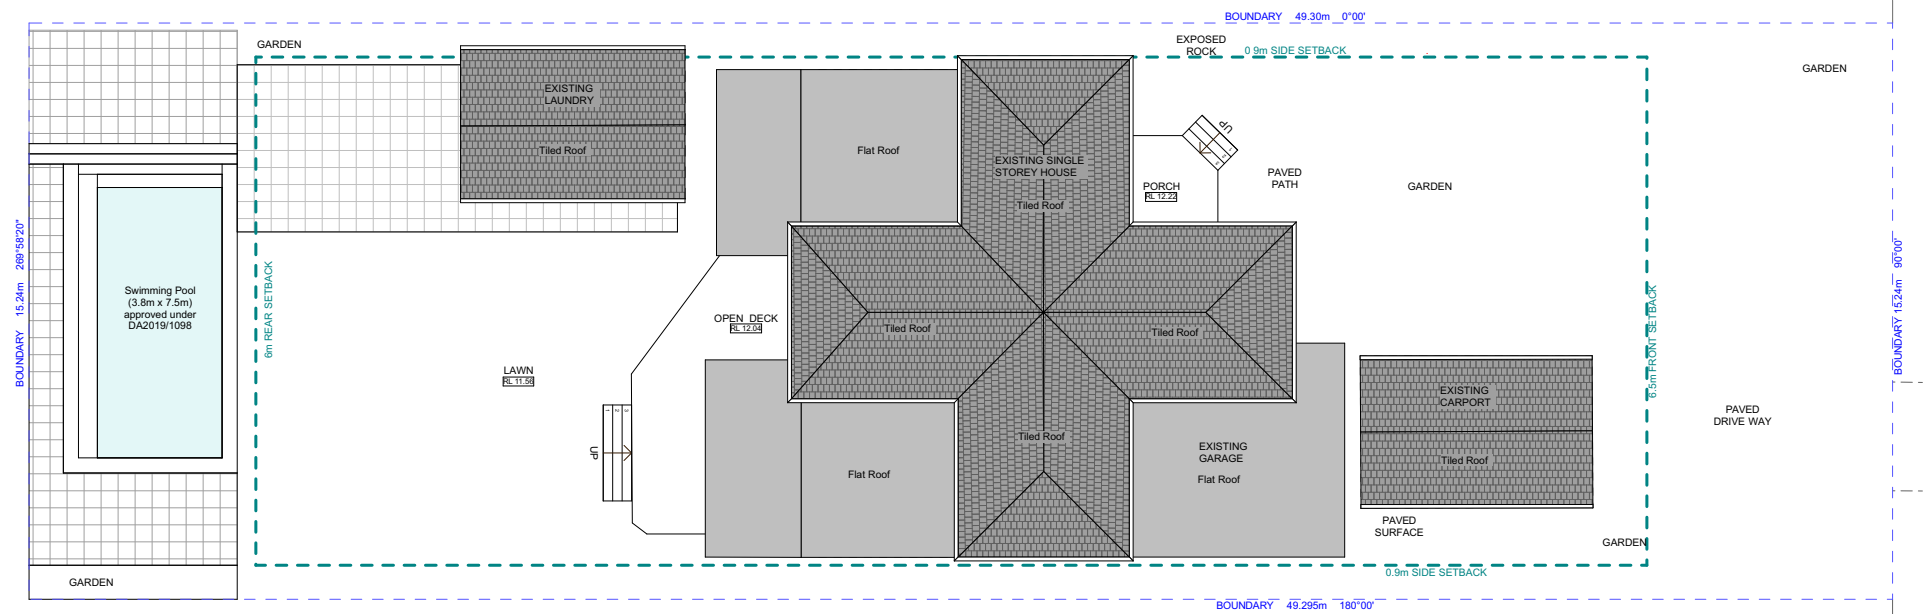 BOUNDARY 49.30m 0°00'
GARDEN
EXPOSED
ROCK
0 9m SIDE SETBACK
GARDEN
EXISTING
LAUNDRY
Tiled Roof
Flat Roof
EXISTING SINGLE
STOREY HOUSE
Tiled Roof
UP
PORCH
RL 12.22
PAVED
PATH
GARDEN
BOUNDARY 15.24m 269°58'20"
Swimming Pool
(3.8m x 7.5m)
approved under
DA2019/1098
6m REAR SETBACK
OPEN DECK
RL 12.04
Tiled Roof
Tiled Roof
6.5m FRONT SETBACK
BOUNDARY 15.24m 90°00'
LAWN
RL 11.56
1
2
3
UP
Tiled Roof
Flat Roof
EXISTING
GARAGE
Flat Roof
EXISTING
CARPORT
Tiled Roof
PAVED
DRIVE WAY
PAVED
SURFACE
GARDEN
0.9m SIDE SETBACK
GARDEN
BOUNDARY 49.295m 180°00'